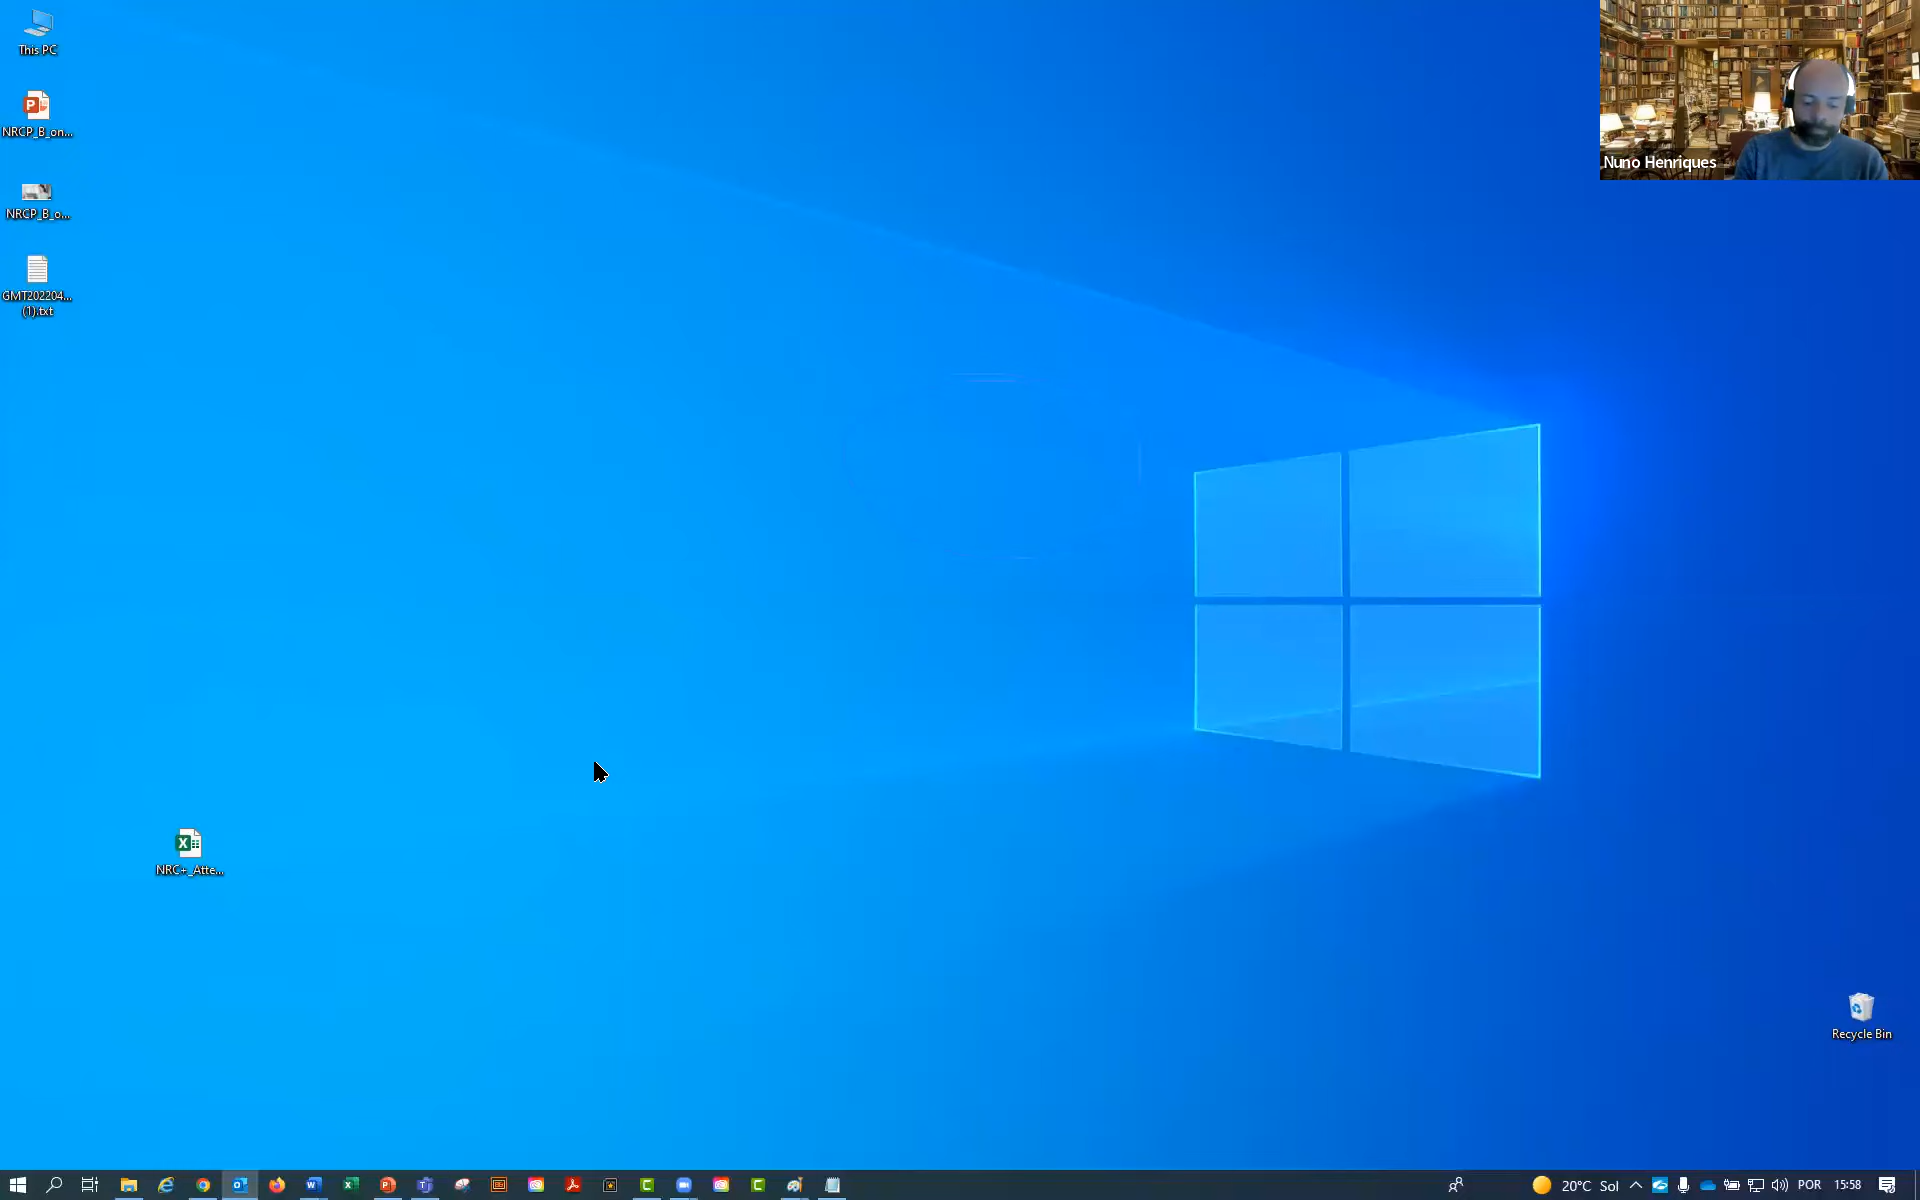 This PC
NRCP_B_on...
NRCP_B_o...
GMT202204...
(1).txt
NRC+_Atte...
Nuno Henriques
Recycle Bin
20°C Sol
POR
15:58